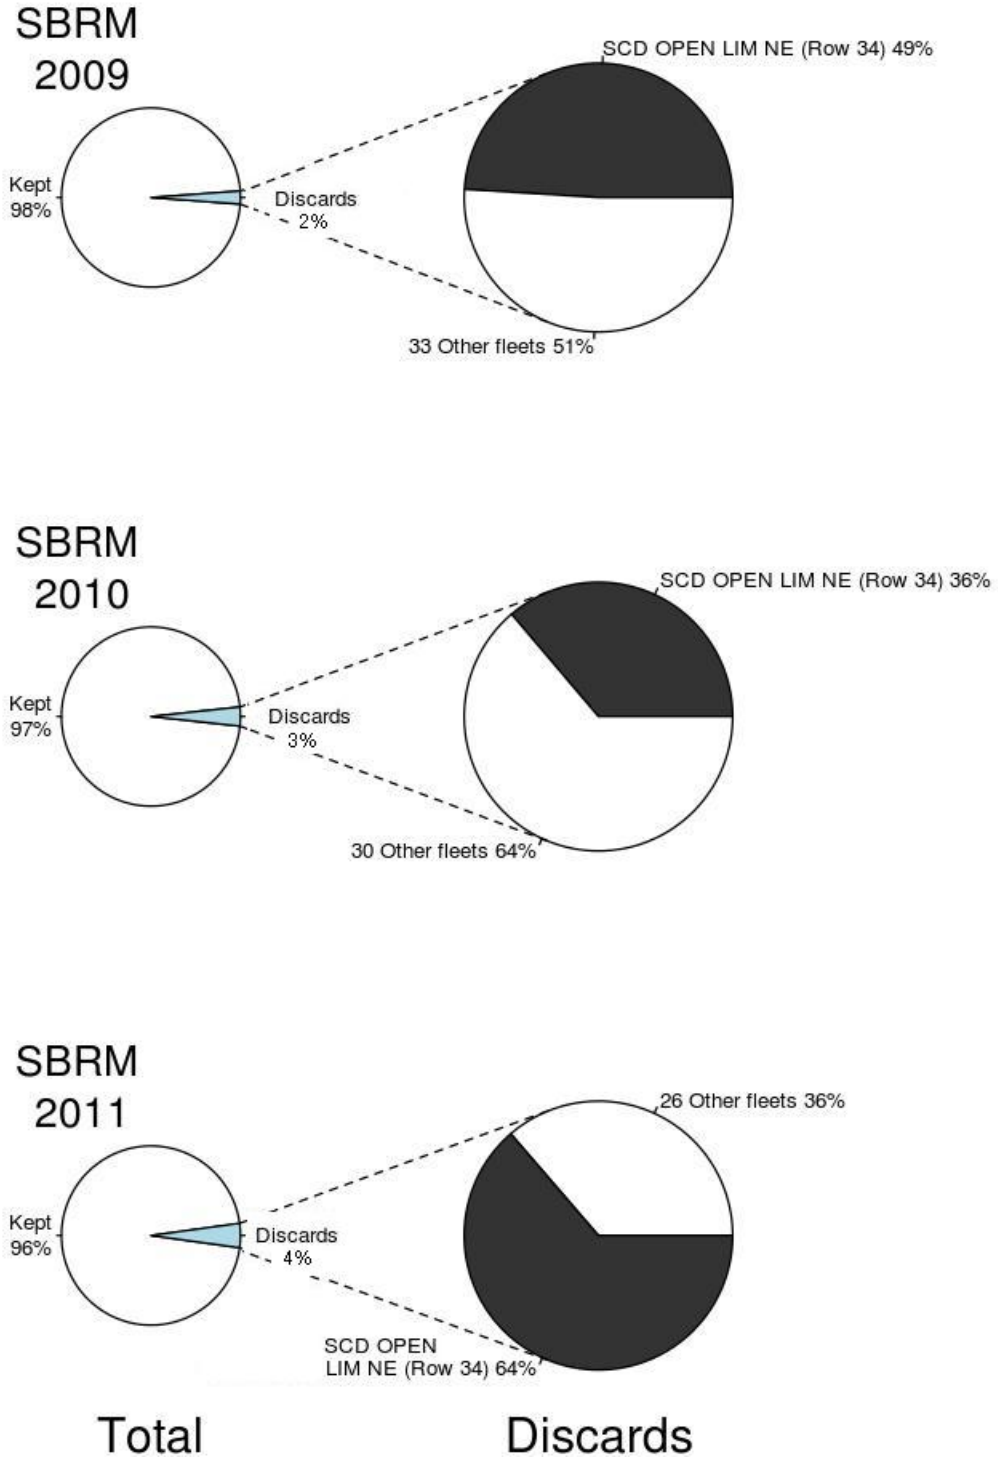 SBRM
2009
SCD OPEN LIM NE (Row 34) 49%
Kept
98%
Discards
2%
33 Other fleets 51%
SBRM
2010
SCD OPEN LIM NE (Row 34) 36%
Kept
97%
Discards
3%
30 Other fleets 64%
SBRM
2011
26 Other fleets 36%
Kept
96%
Discards
4%
SCD OPEN
LIM NE (Row 34) 64%
Total
Discards